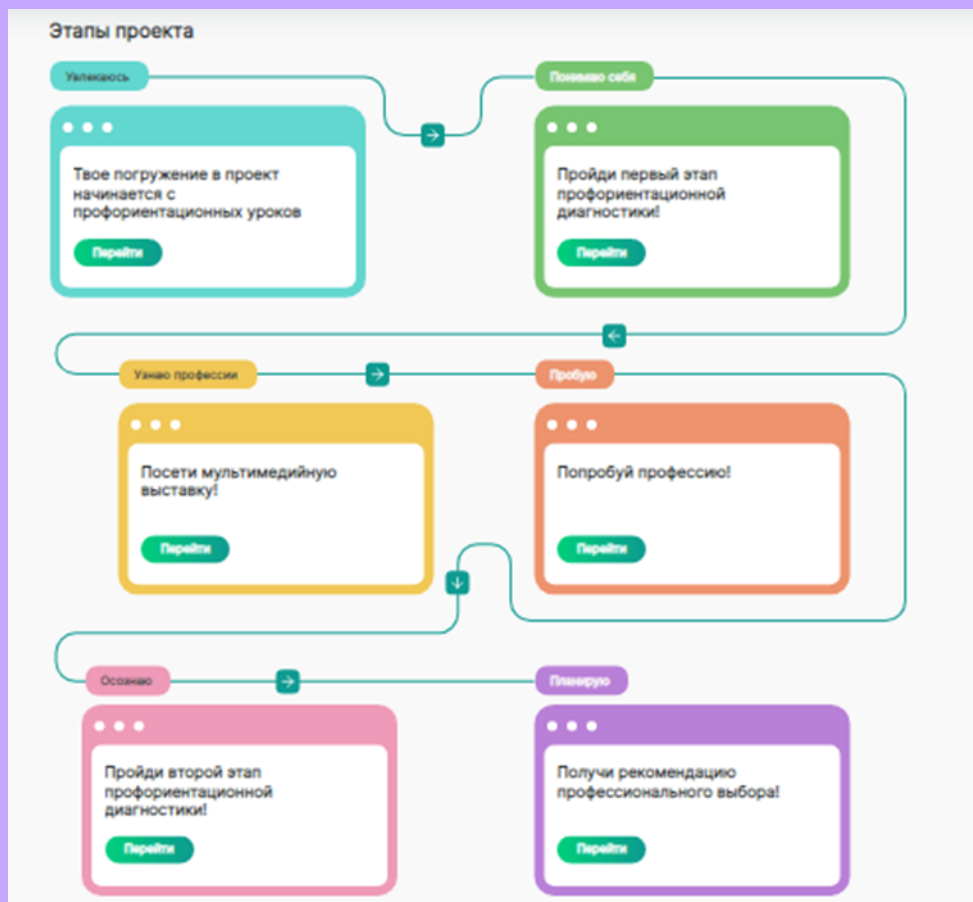 Этапы проекта
Увлекаюсь
Твое погружение в проект
начинается с
профориентационных уроков
Перейти
Понимаю себя
Пройди первый этап
профориентационной
диагностики!
Перейти
Узнаю профессии
Посети мультимедийную
выставку!
Перейти
Пробую
Попробуй профессию!
Перейти
Осознаю
Пройди второй этап
профориентационной
диагностики!
Перейти
Планирую
Получи рекомендацию
профессионального выбора!
Перейти